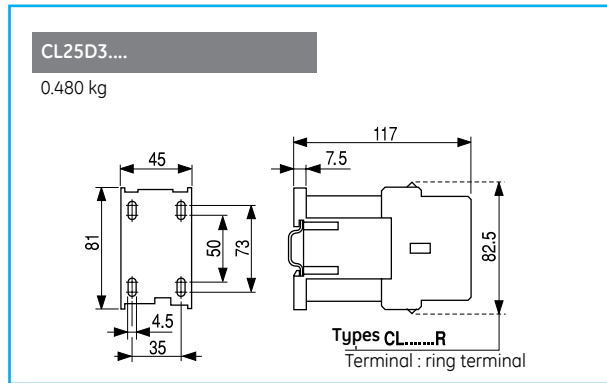 CL25D3....
0.480 kg
117
45
7.5
81
50
73
82.5
4.5
35
Types CL......R
Terminal : ring terminal